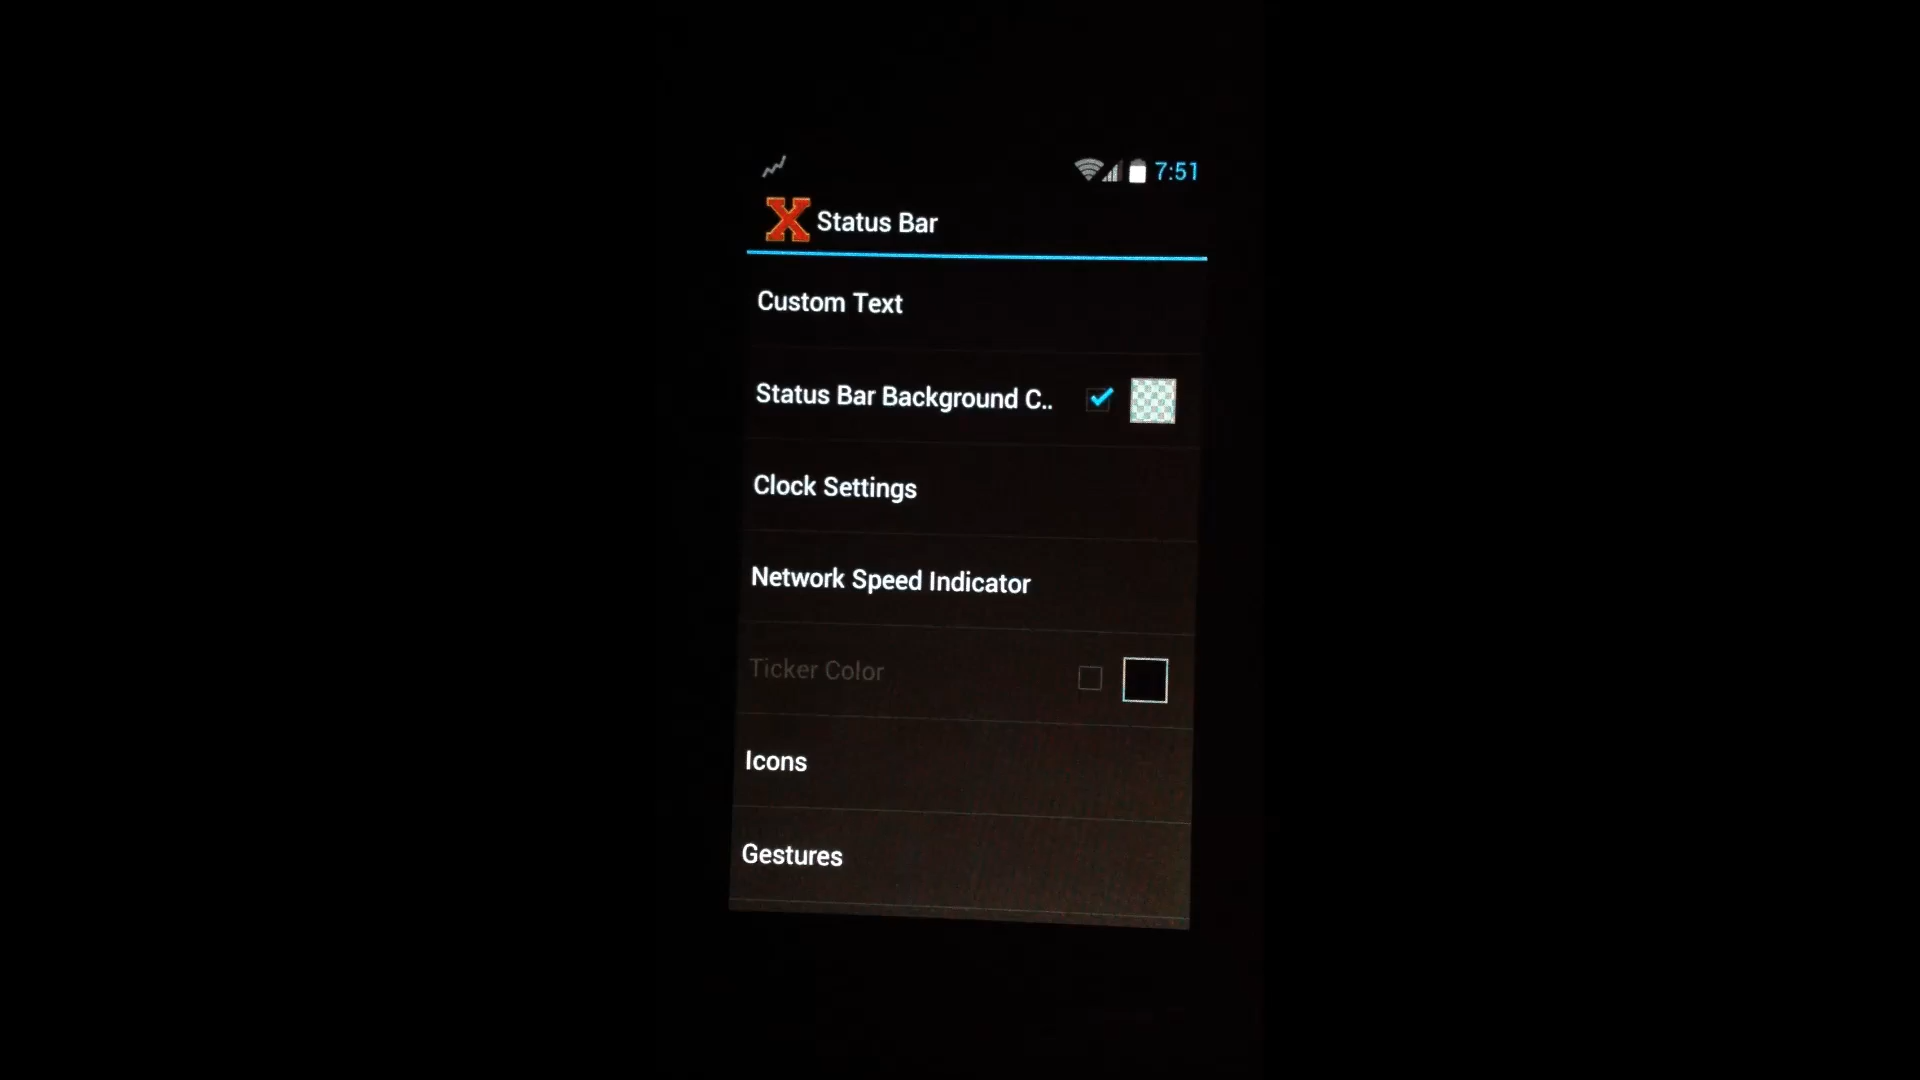 7:51
X Status Bar
Custom Text
Status Bar Background C..
Clock Settings
Network Speed Indicator
Ticker Color
Icons
Gestures